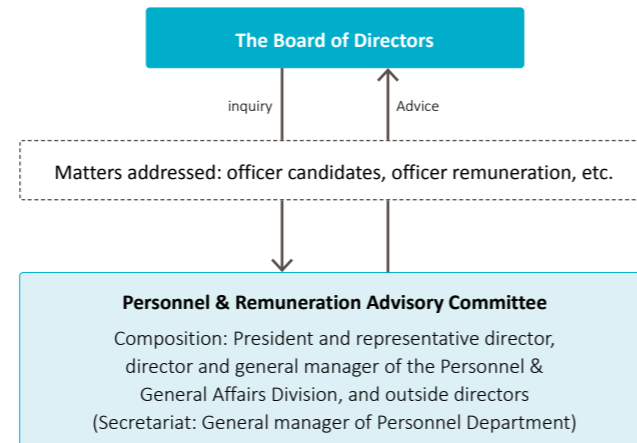 The Board of Directors
inquiry
Advice
Matters addressed: officer candidates, officer remuneration, etc.
Personnel & Remuneration Advisory Committee
Composition: President and representative director,
director and general manager of the Personnel &
General Affairs Division, and outside directors
(Secretariat: General manager of Personnel Department)